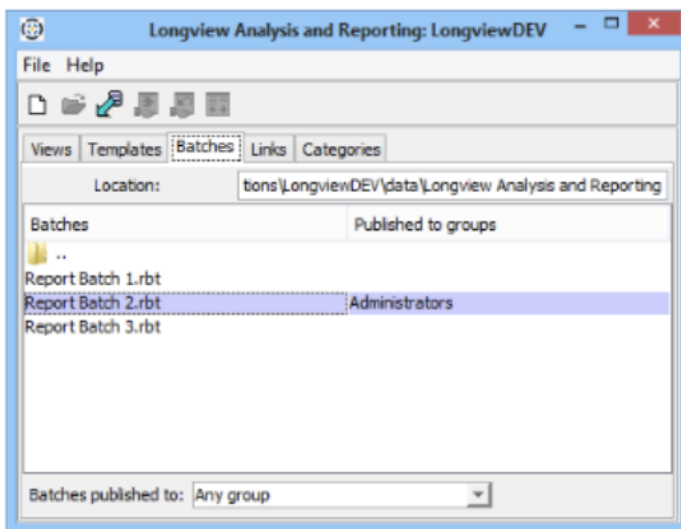 Longview Analysis and Reporting: LongviewDEV
File Help
Views Templates Batches Links Categories
Location: tions\LongviewDEV\data\Longview Analysis and Reporting
Batches Published to groups
..
Report Batch 1.rbt
Report Batch 2.rbt Administrators
Report Batch 3.rbt
Batches published to: Any group